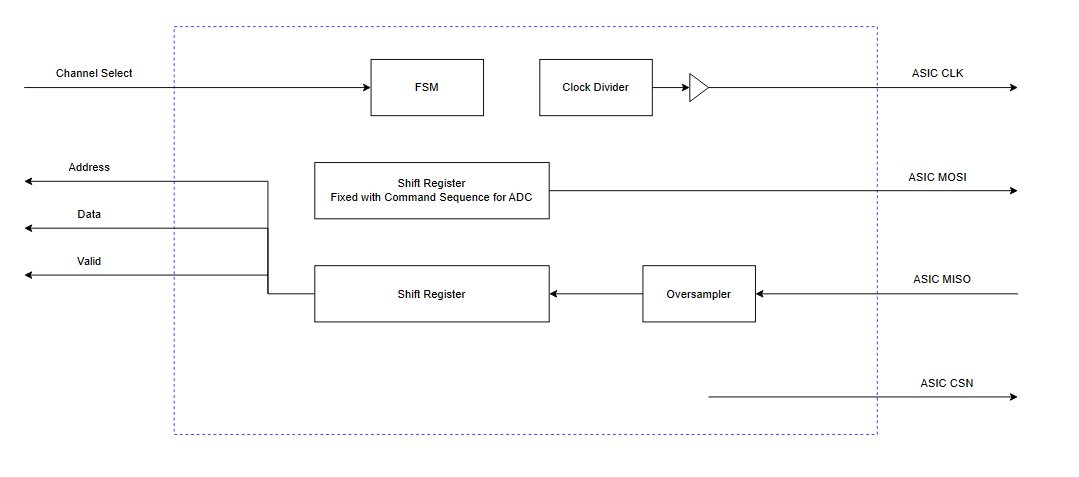 Channel Select
FSM
Clock Divider
ASIC CLK
Address
Shift Register
Fixed with Command Sequence for ADC
ASIC MOSI
Data
Valid
Shift Register
Oversampler
ASIC MISO
ASIC CSN